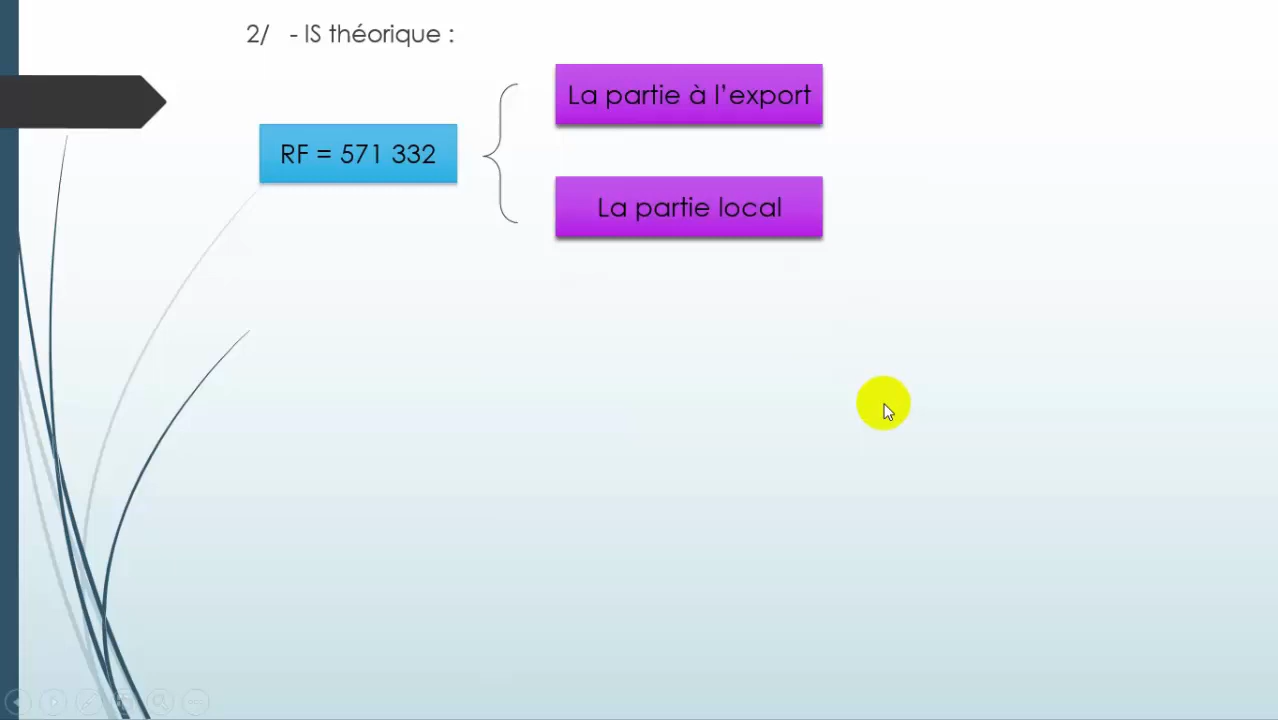 2/ - IS théorique :
La partie à l’export
RF = 571 332
La partie local